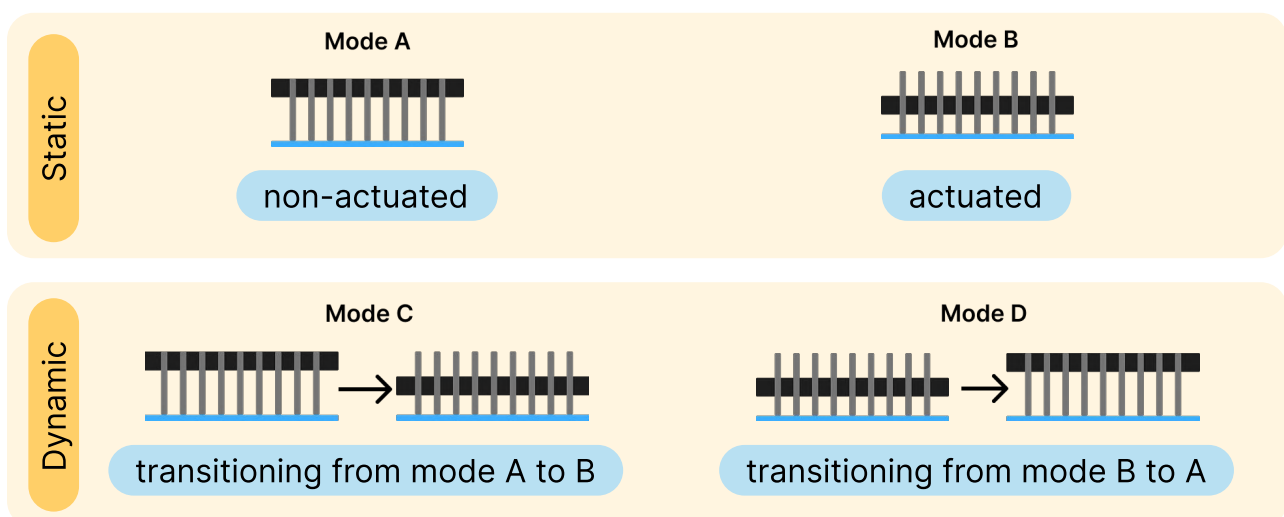 Static
Mode A
non-actuated
Mode B
actuated
Dynamic
Mode C
transitioning from mode A to B
Mode D
transitioning from mode B to A